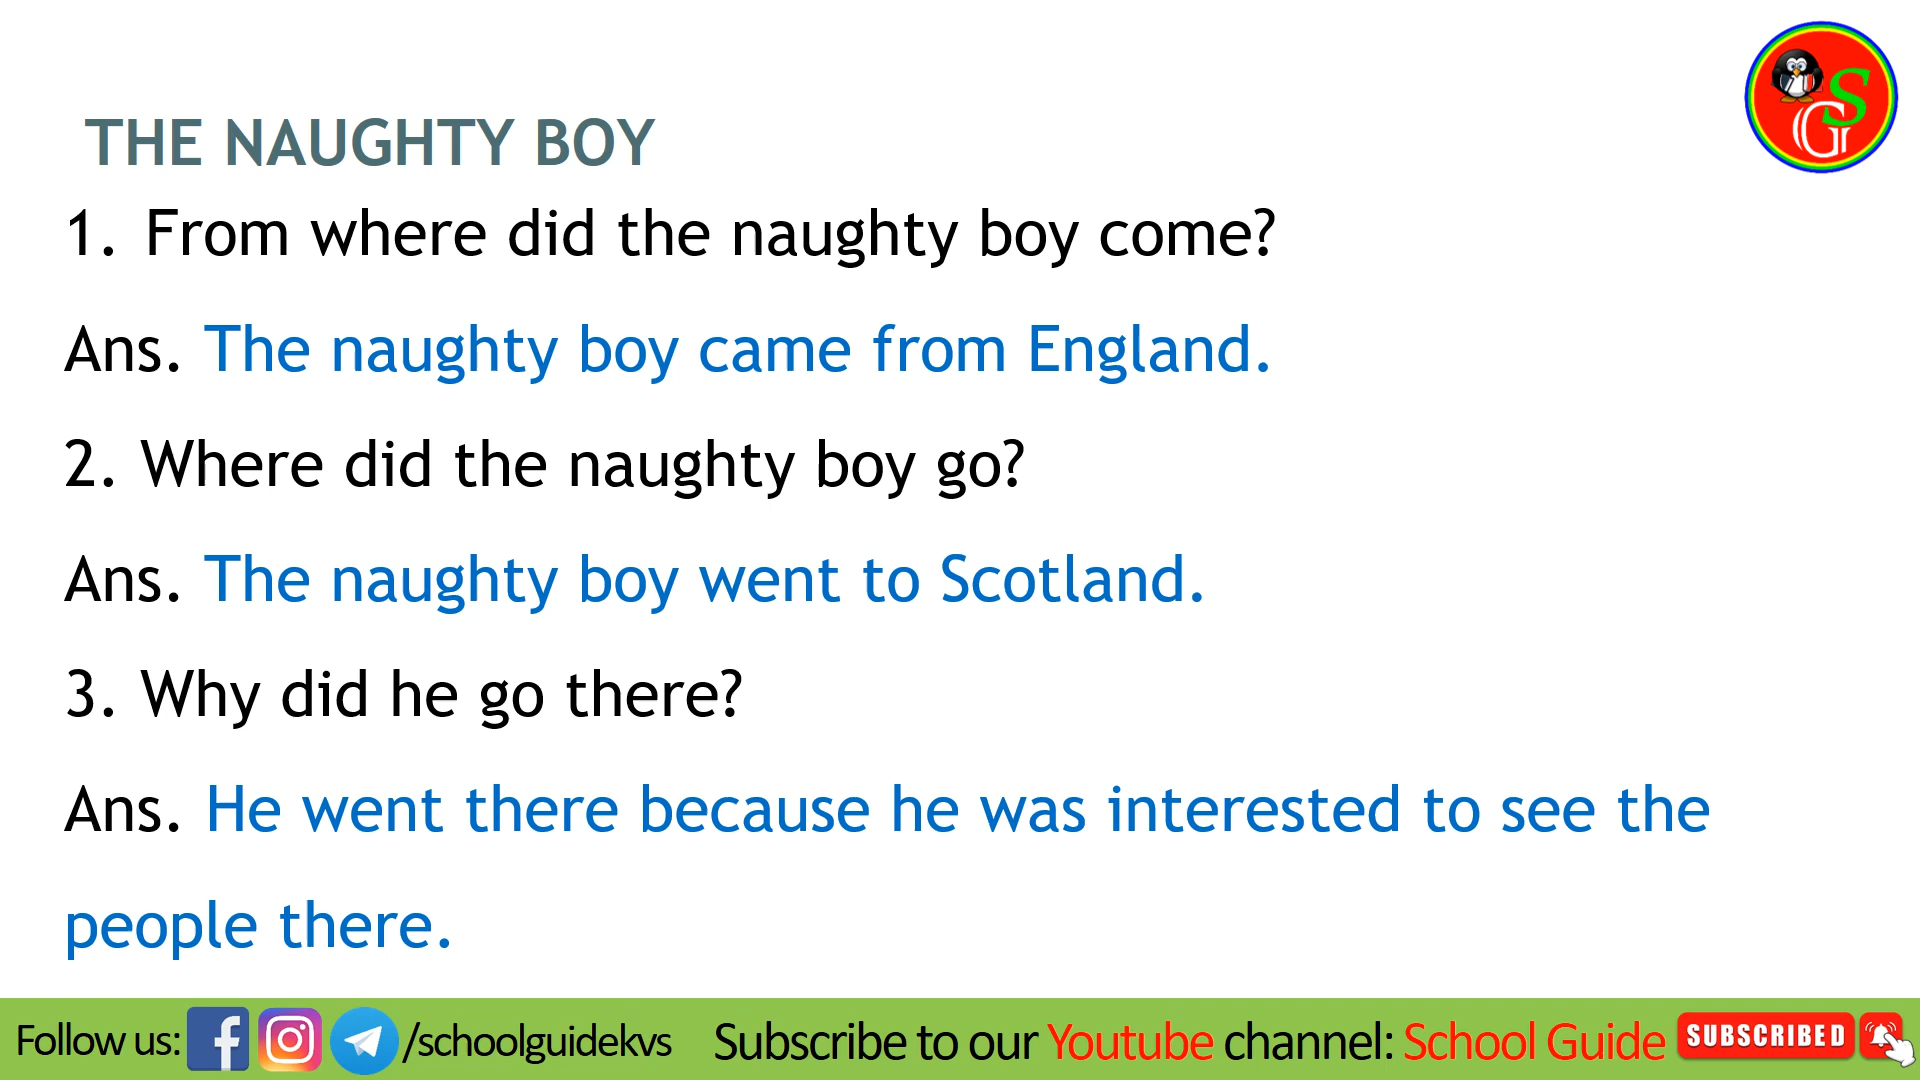 THE NAUGHTY BOY
1. From where did the naughty boy come?
Ans. The naughty boy came from England.
2. Where did the naughty boy go?
Ans. The naughty boy went to Scotland.
3. Why did he go there?
Ans. He went there because he was interested to see the
people there.
SG
Follow us: /schoolguidekvs Subscribe to our Youtube channel: School Guide SUBSCRIBED